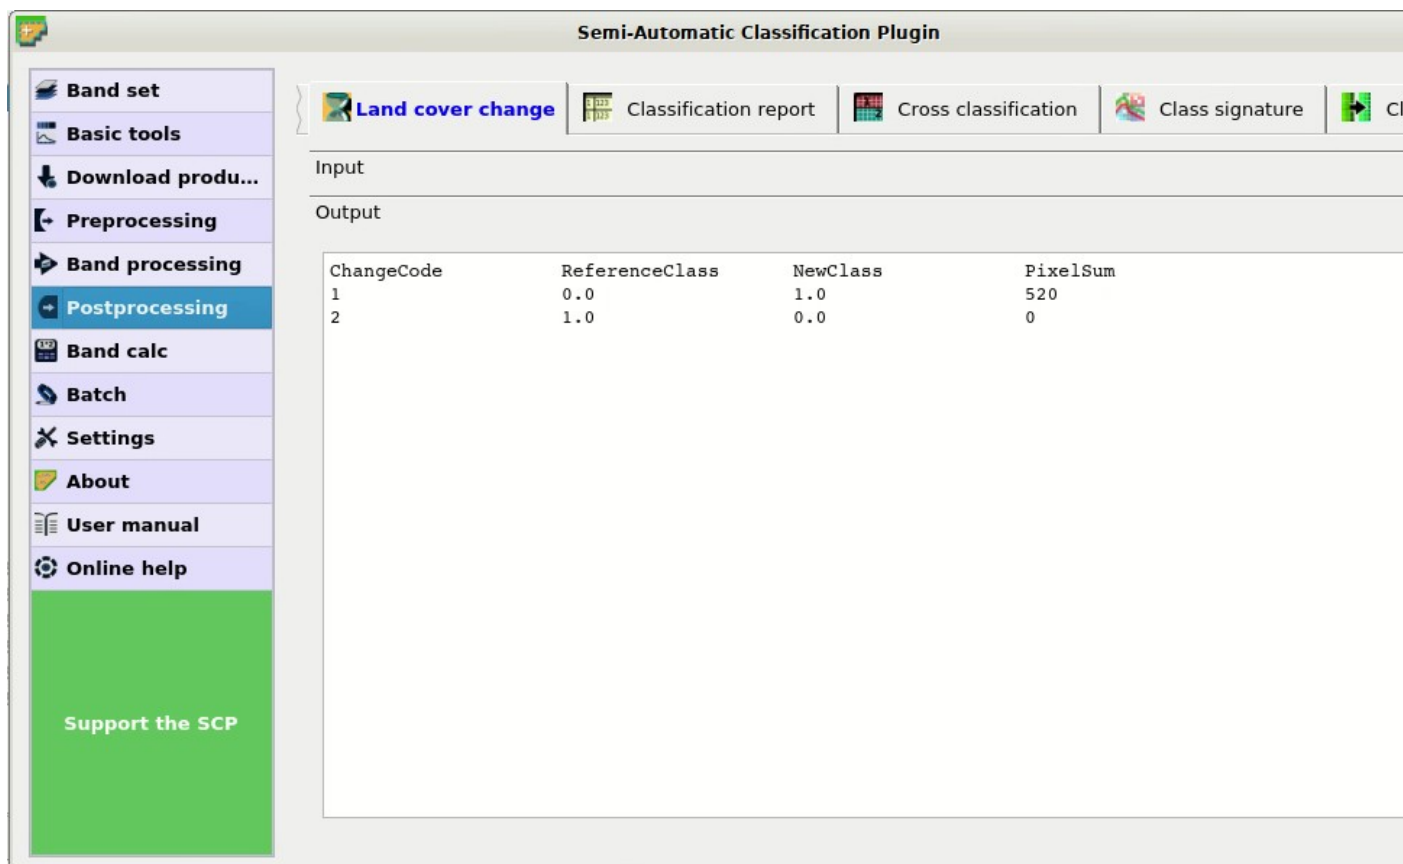 Semi-Automatic Classification Plugin
Band set
Basic tools
Download produ...
Preprocessing
Band processing
Postprocessing
Band calc
Batch
Settings
About
User manual
Online help
Support the SCP
Land cover change Classification report Cross classification Class signature Cl
Input
Output
ChangeCode ReferenceClass NewClass PixelSum
1 0.0 1.0 520
2 1.0 0.0 0